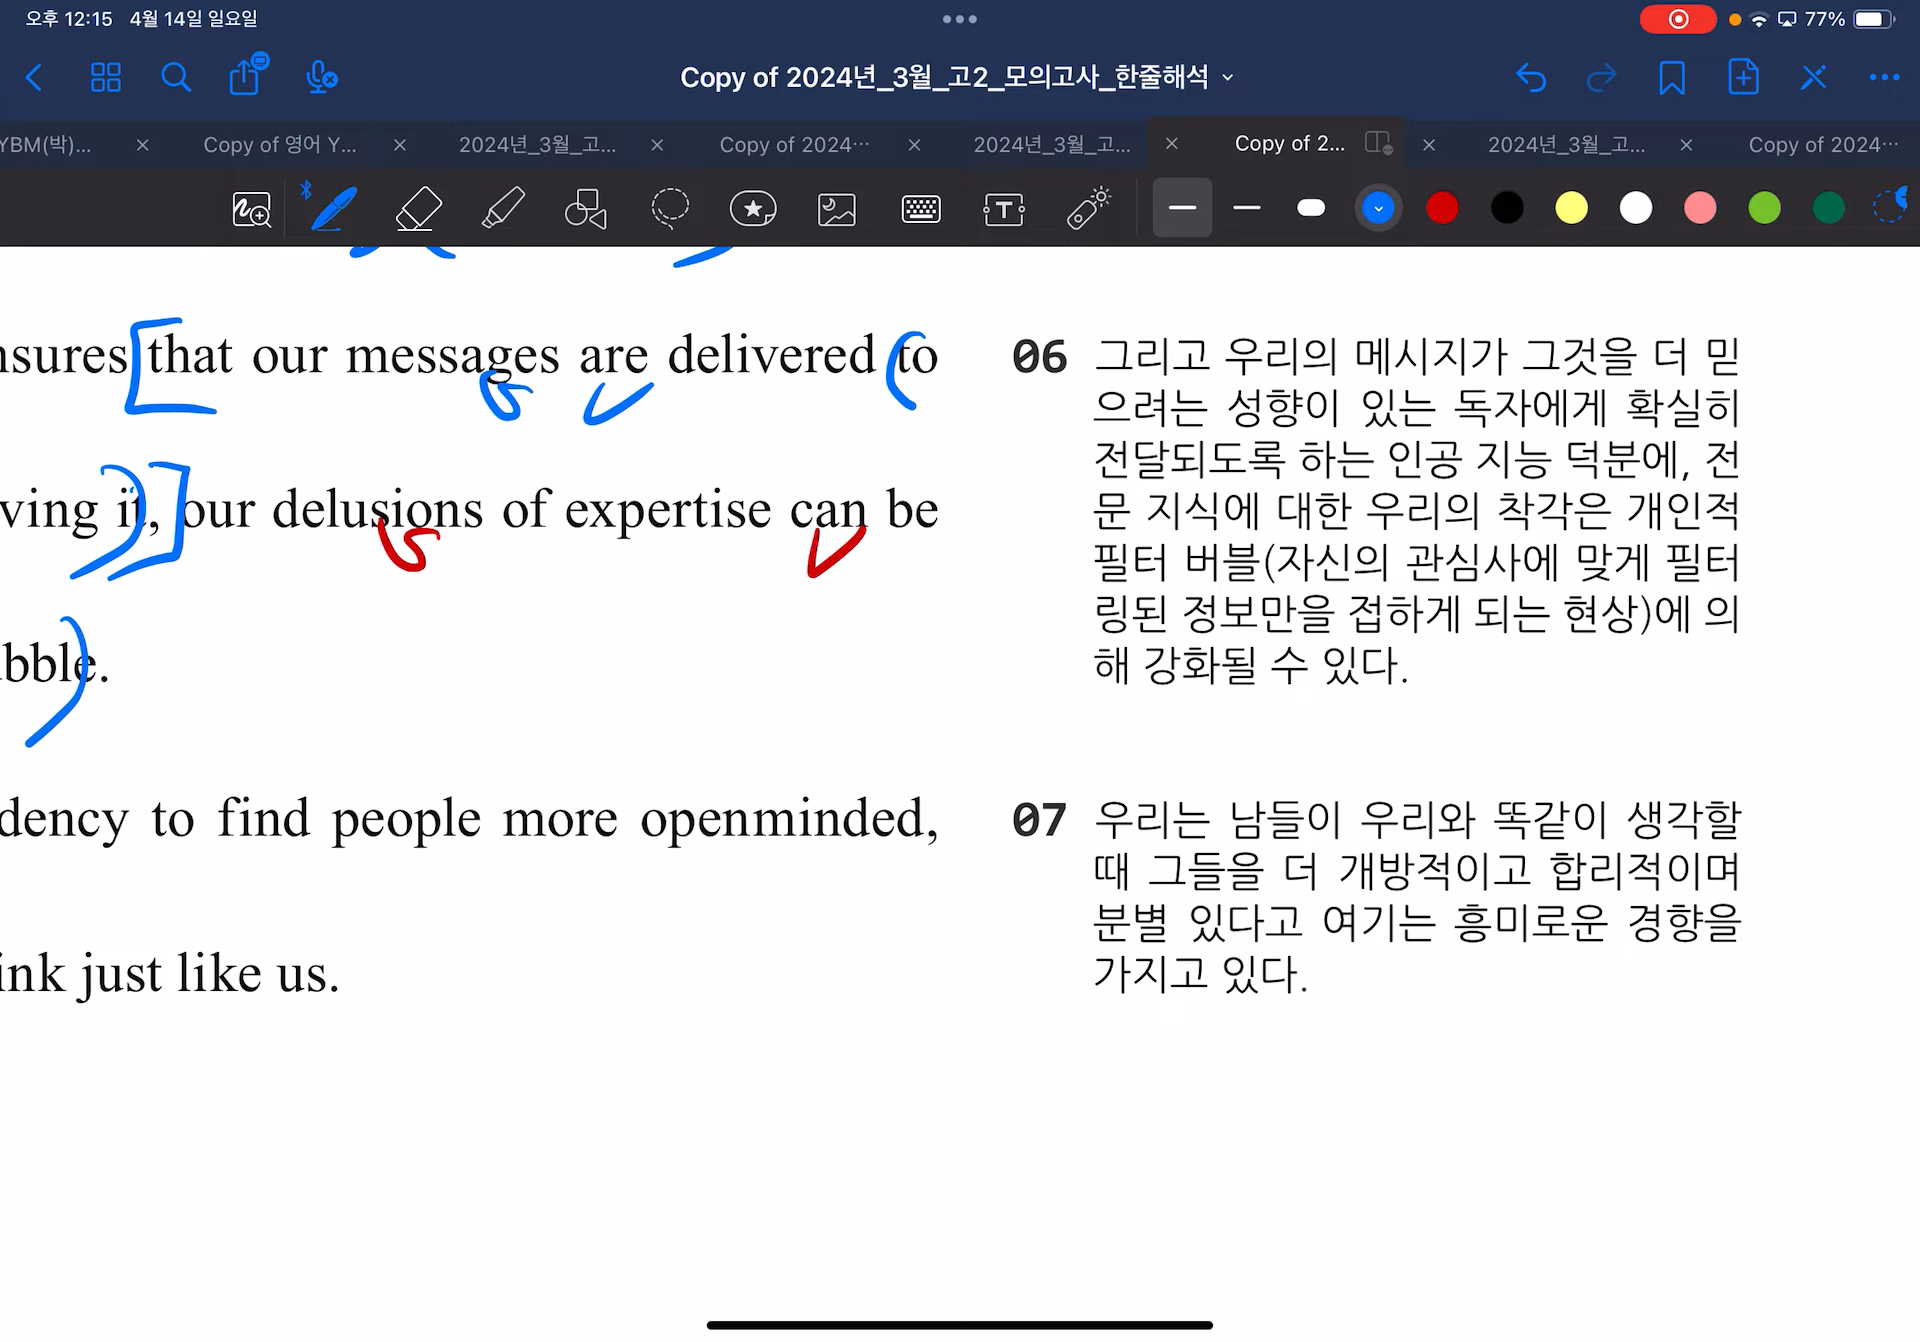 오후 12:15 4월 14일 일요일
77%
Copy of 2024년_3월_고2_모의고사_한줄해석
YBM(박)...
Copy of 영어 Y...
2024년_3월_고...
Copy of 2024...
2024년_3월_고...
Copy of 2...
2024년_3월_고...
Copy of 2024...
nsures that our messages are delivered to
ving it, our delusions of expertise can be
bble.
dency to find people more openminded,
ink just like us.
06 그리고 우리의 메시지가 그것을 더 믿
으려는 성향이 있는 독자에게 확실히
전달되도록 하는 인공 지능 덕분에, 전
문 지식에 대한 우리의 착각은 개인적
필터 버블(자신의 관심사에 맞게 필터
링된 정보만을 접하게 되는 현상)에 의
해 강화될 수 있다.
07 우리는 남들이 우리와 똑같이 생각할
때 그들을 더 개방적이고 합리적이며
분별 있다고 여기는 흥미로운 경향을
가지고 있다.